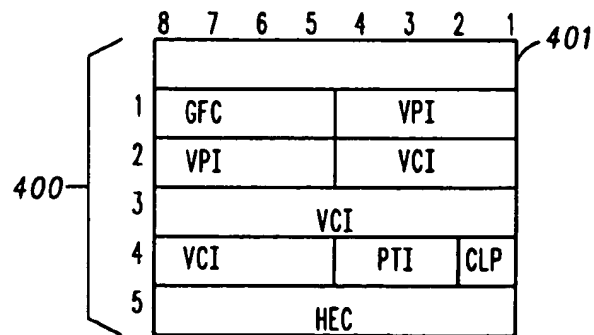 8 7 6 5 4 3 2 1
401
1 GFC VPI
2 VPI VCI
400
3 VCI
4 VCI PTI CLP
5 HEC